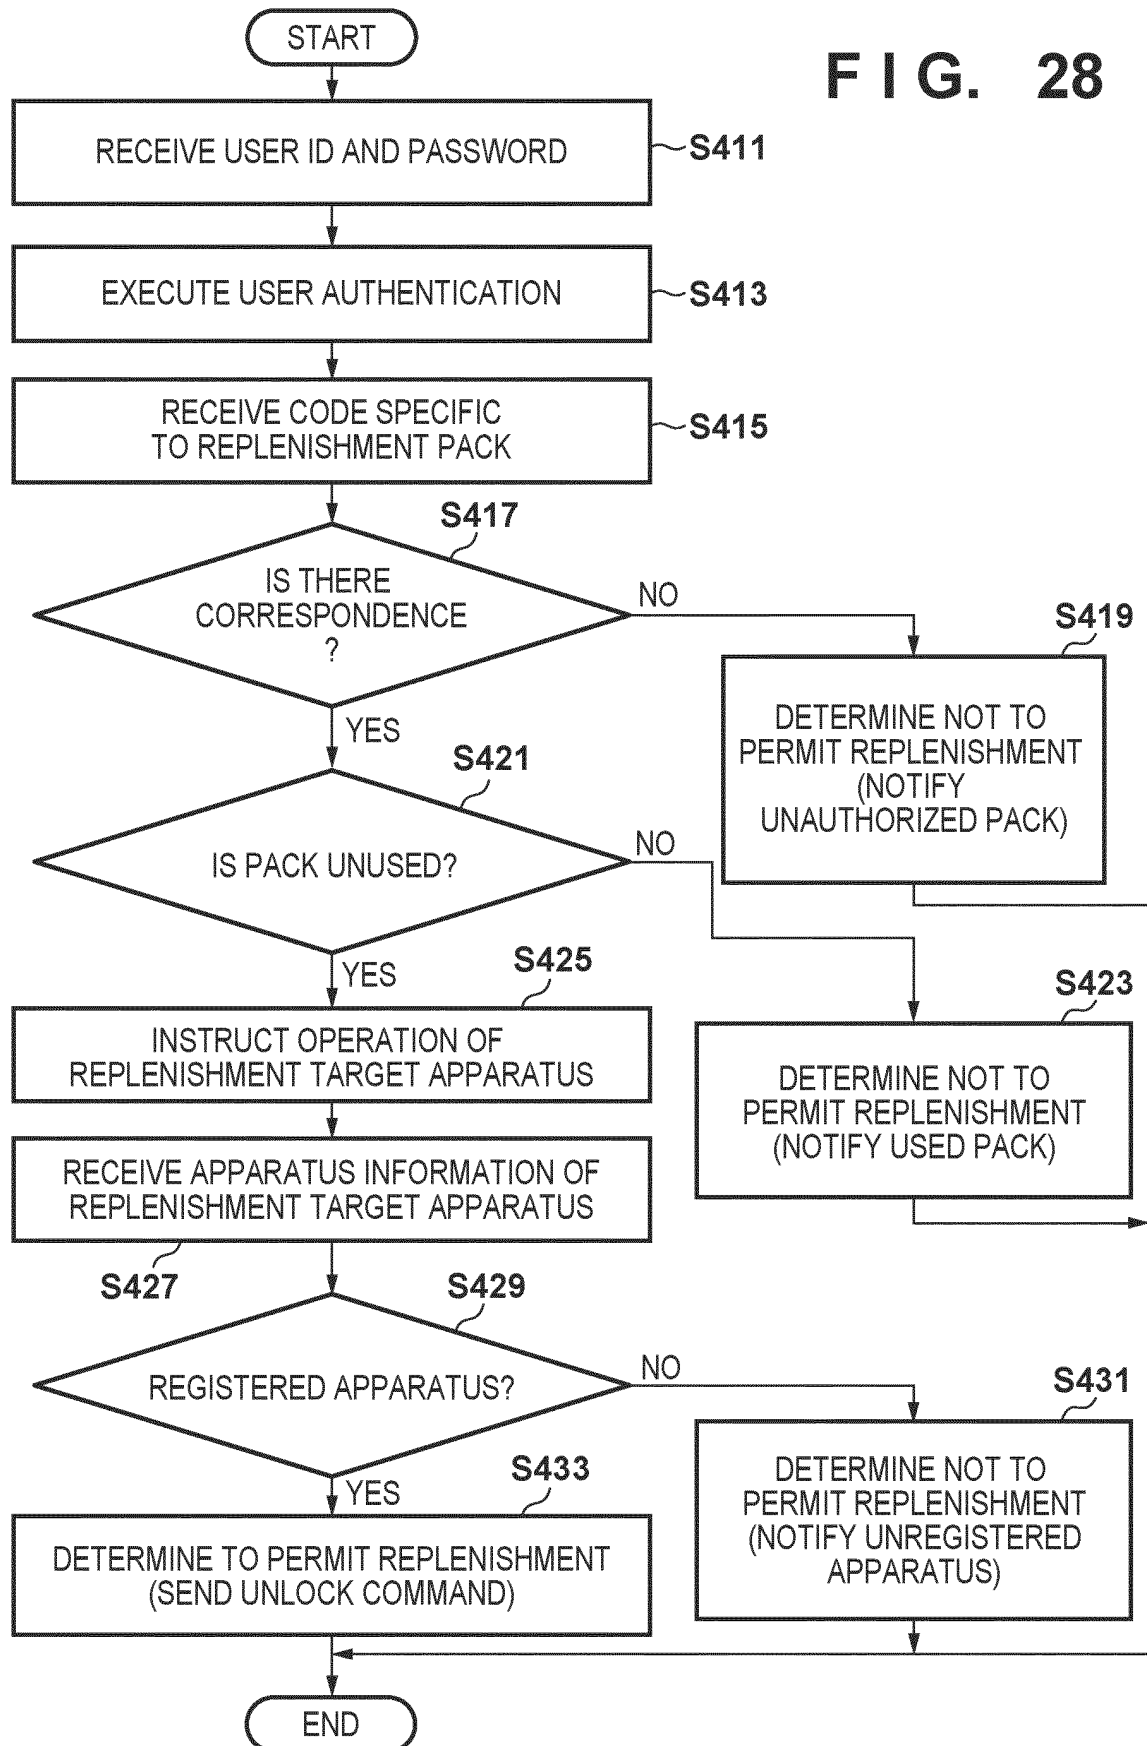 FIG. 28
START
RECEIVE USER ID AND PASSWORD
S411
EXECUTE USER AUTHENTICATION
S413
RECEIVE CODE SPECIFIC
TO REPLENISHMENT PACK
S415
S417
IS THERE
CORRESPONDENCE
?
NO
YES
S419
DETERMINE NOT TO
PERMIT REPLENISHMENT
(NOTIFY
UNAUTHORIZED PACK)
S421
IS PACK UNUSED?
NO
YES
S423
DETERMINE NOT TO
PERMIT REPLENISHMENT
(NOTIFY USED PACK)
S425
INSTRUCT OPERATION OF
REPLENISHMENT TARGET APPARATUS
RECEIVE APPARATUS INFORMATION OF
REPLENISHMENT TARGET APPARATUS
S427
S429
REGISTERED APPARATUS?
NO
YES
S431
DETERMINE NOT TO
PERMIT REPLENISHMENT
(NOTIFY UNREGISTERED
APPARATUS)
S433
DETERMINE TO PERMIT REPLENISHMENT
(SEND UNLOCK COMMAND)
END